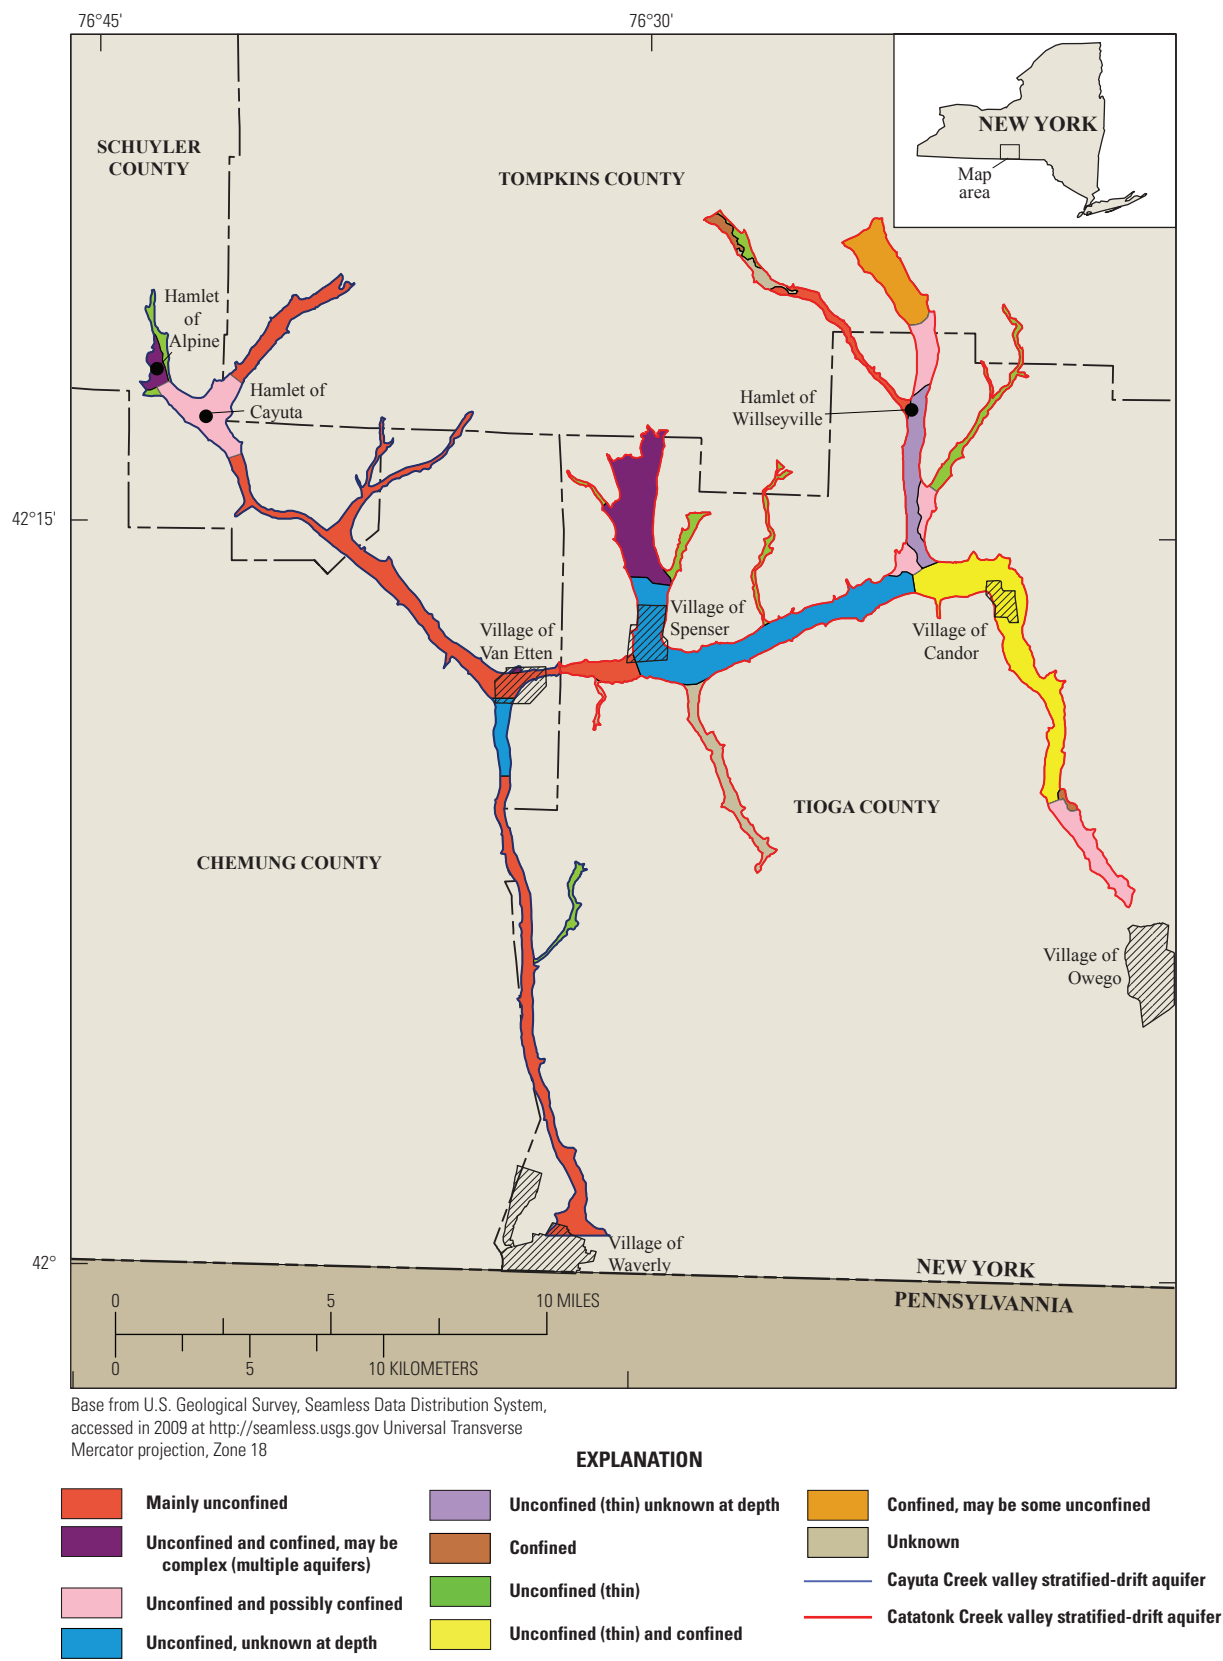 76°45'
76°30'
NEW YORK
Map
area
SCHUYLER
COUNTY
TOMPKINS COUNTY
Hamlet
of
Alpine
Hamlet of
Cayuta
Hamlet of
Willseyville
42°15'
Village of
Spenser
Village of
Van Etten
Village of
Candor
TIOGA COUNTY
CHEMUNG COUNTY
Village of
Owego
Village of
Waverly
42°
NEW YORK
PENNSYLVANNIA
0 5 10 MILES
0 5 10 KILOMETERS
Base from U.S. Geological Survey, Seamless Data Distribution System,
accessed in 2009 at http://seamless.usgs.gov Universal Transverse
Mercator projection, Zone 18
EXPLANATION
Mainly unconfined
Unconfined and confined, may be
complex (multiple aquifers)
Unconfined and possibly confined
Unconfined, unknown at depth
Unconfined (thin) unknown at depth
Confined
Unconfined (thin)
Unconfined (thin) and confined
Confined, may be some unconfined
Unknown
Cayuta Creek valley stratified-drift aquifer
Catatonk Creek valley stratified-drift aquifer